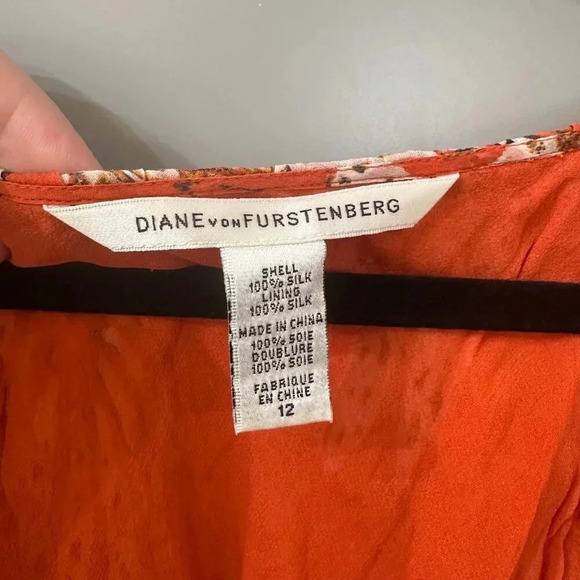 DIANE VON FURSTENBERG
SHELL
100% SILK
LINING
100% SILK
MADE IN CHINA
100% SOIE
DOUBLURE
100% SOIE
FABRIQUE
EN CHINE
12